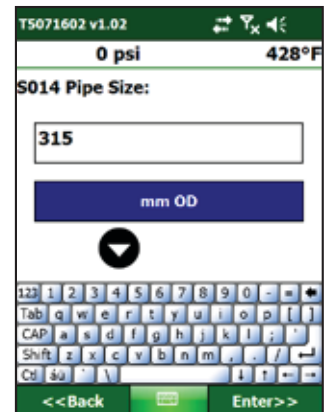 T5071602 v1.02
0 psi 428°F
S014 Pipe Size:
315
mm OD
123 1 2 3 4 5 6 7 8 9 0 - =
Tab q w e r t y u i o p [ ]
CAP a s d f g h j k l ; '
Shift z x c v b n m , . /
Ctl áü ` \
<<Back Enter>>